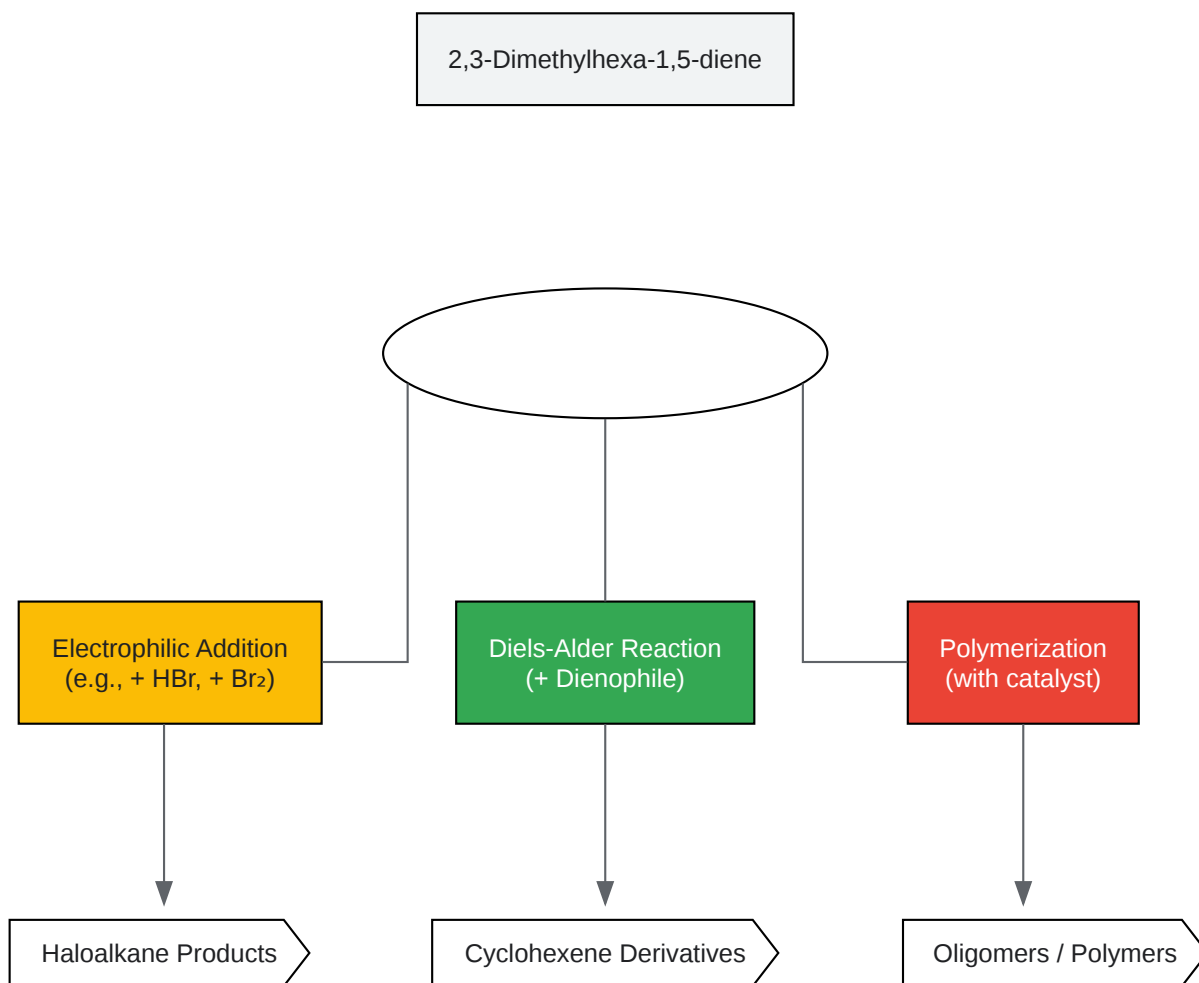 2,3-Dimethylhexa-1,5-diene
Electrophilic Addition
(e.g., + HBr, + Br₂)
Diels-Alder Reaction
(+ Dienophile)
Polymerization
(with catalyst)
Haloalkane Products
Cyclohexene Derivatives
Oligomers / Polymers